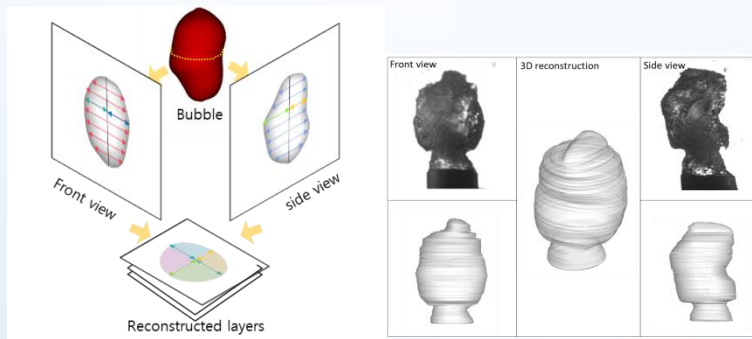 Bubble
Front view
side view
Reconstructed layers
Front view
3D reconstruction
Side view